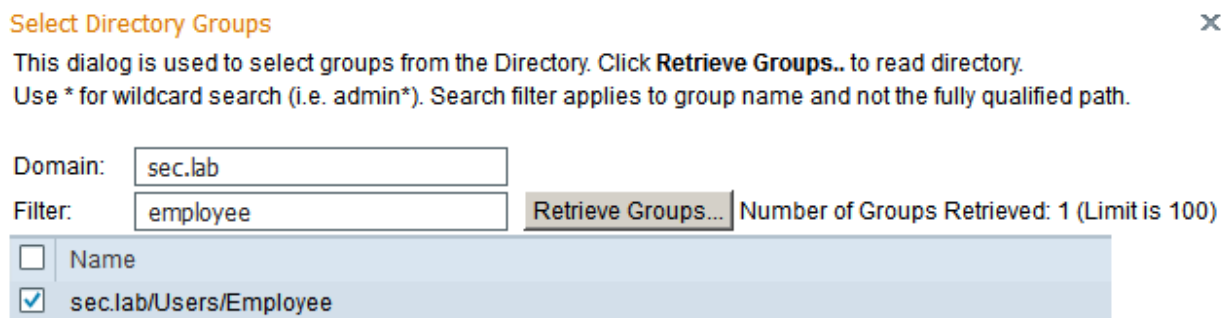 Select Directory Groups
This dialog is used to select groups from the Directory. Click Retrieve Groups.. to read directory.
Use * for wildcard search (i.e. admin*). Search filter applies to group name and not the fully qualified path.
Domain: sec.lab
Filter: employee Retrieve Groups... Number of Groups Retrieved: 1 (Limit is 100)
Name
sec.lab/Users/Employee